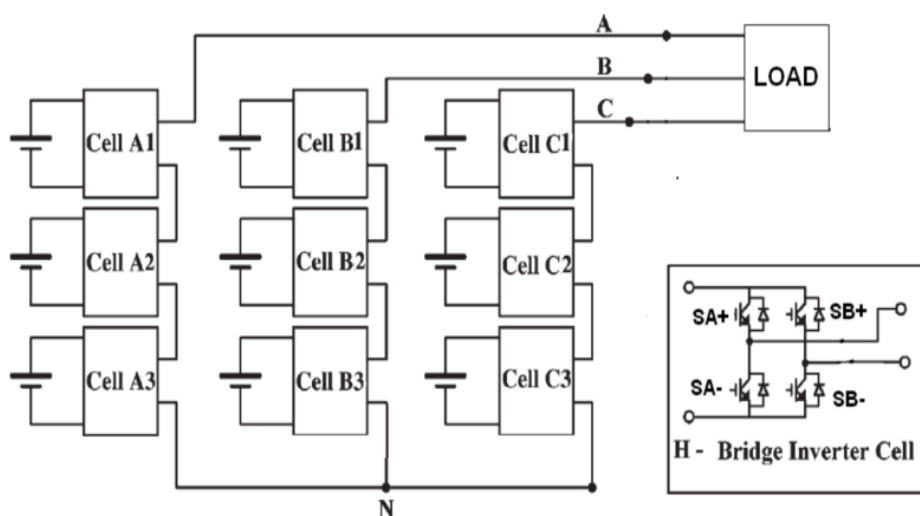 A
B
C
LOAD
Cell A1
Cell B1
Cell C1
Cell A2
Cell B2
Cell C2
Cell A3
Cell B3
Cell C3
N
SA+
SB+
SA-
SB-
H - Bridge Inverter Cell